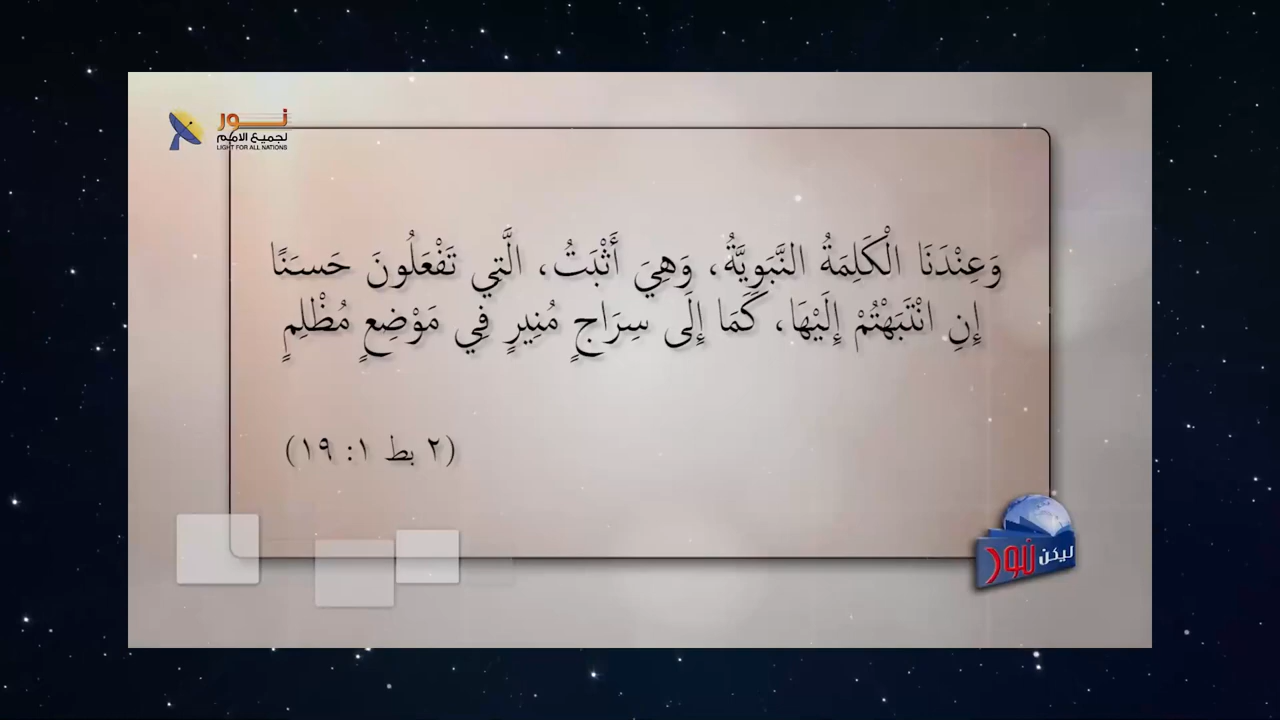 نور
لجميع الامم
LIGHT FOR ALL NATIONS
وَعِنْدَنَا الْكَلِمَةُ النَّبَوِيَّةُ، وَهِيَ أَثْبَتُ، الَّتِي تَفْعَلُونَ حَسَنًا
إِنِ انْتَبَهْتُمْ إِلَيْهَا، كَمَا إِلَى سِرَاجٍ مُنِيرٍ فِي مَوْضِعٍ مُظْلِمٍ
(٢ بط ١: ١٩)
ليكن نور